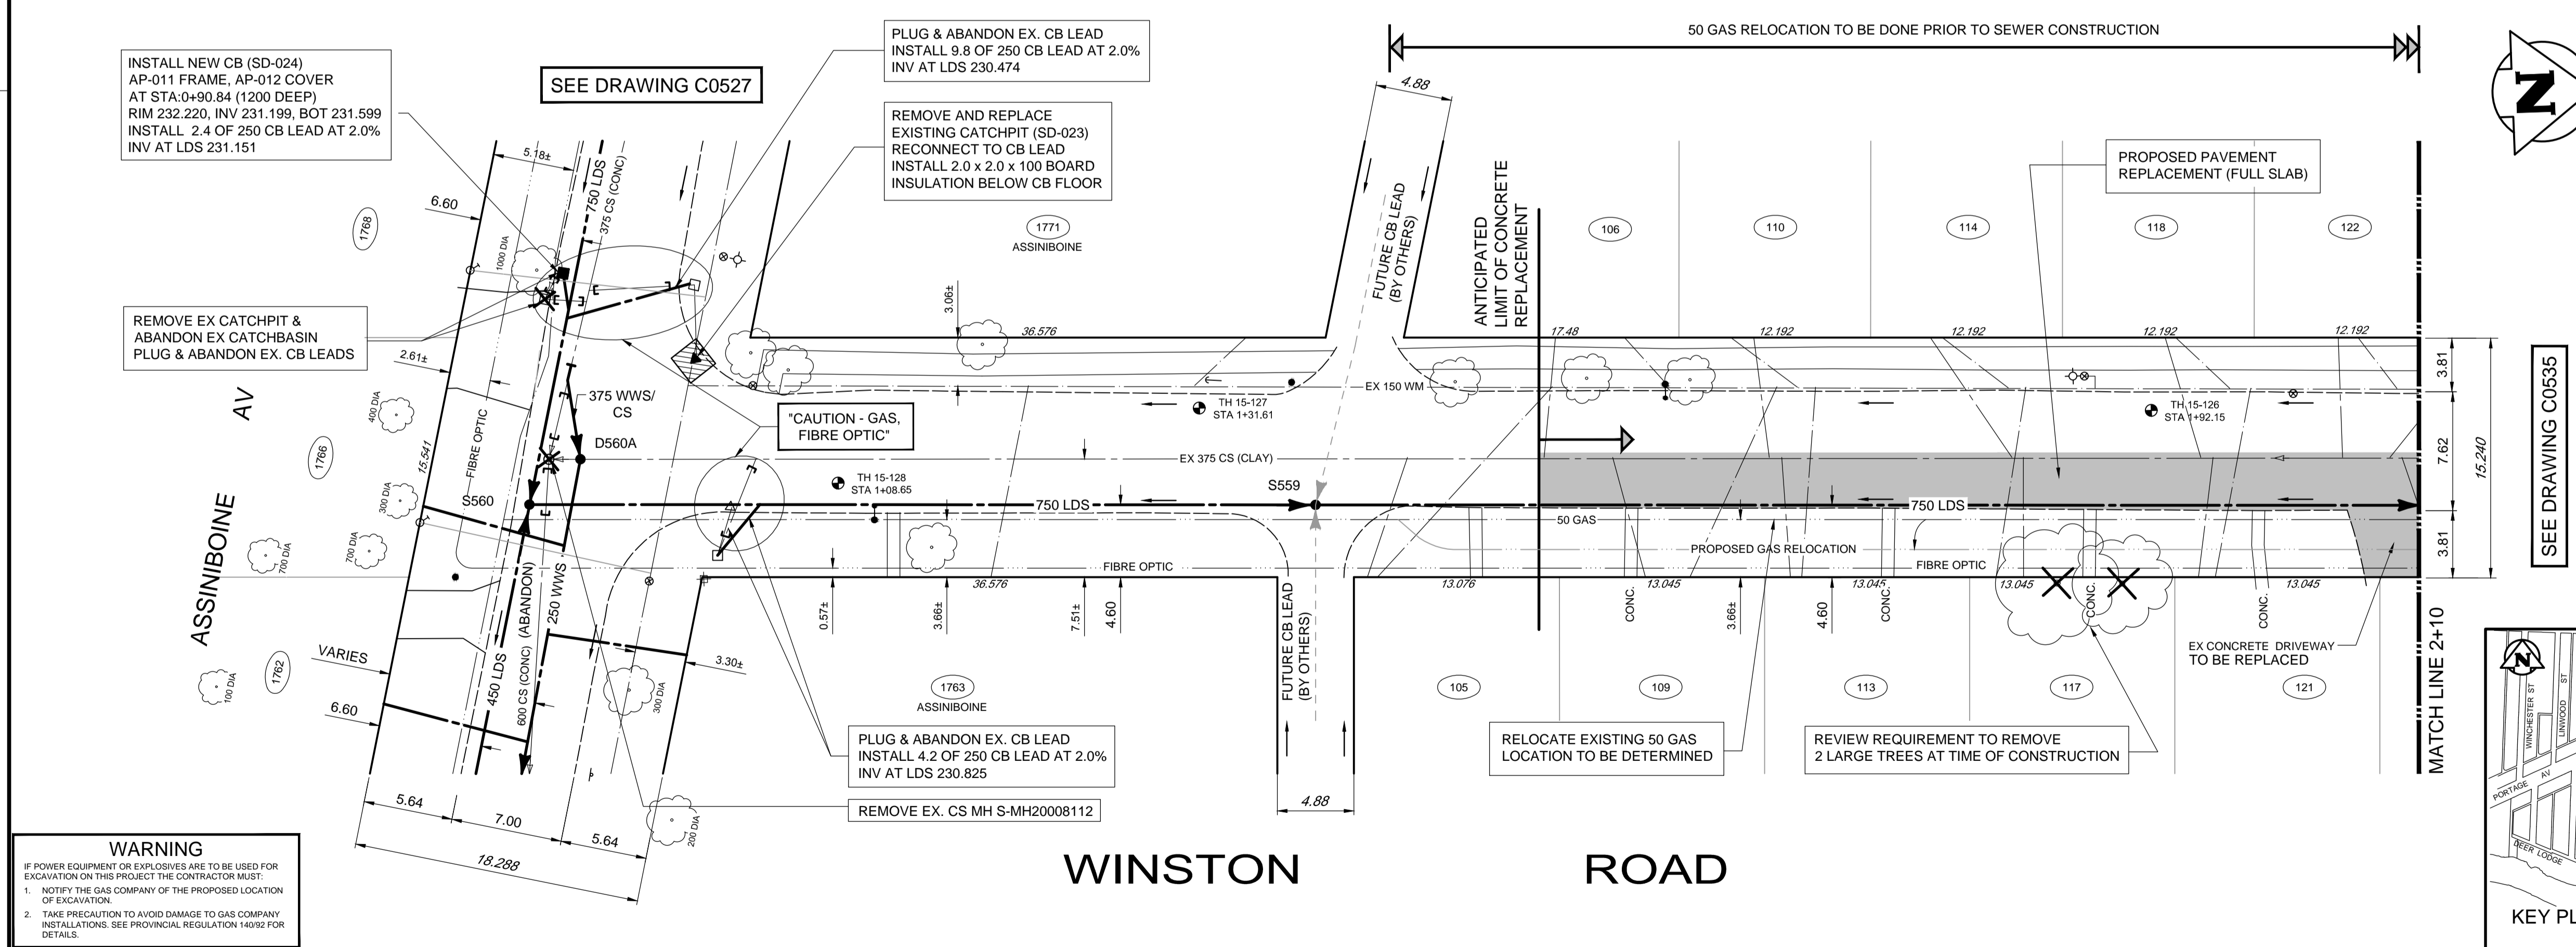 50 GAS RELOCATION TO BE DONE PRIOR TO SEWER CONSTRUCTION
INSTALL NEW CB (SD-024)
AP-011 FRAME, AP-012 COVER
AT STA:0+90.84 (1200 DEEP)
RIM 232.220, INV 231.199, BOT 231.599
INSTALL 2.4 OF 250 CB LEAD AT 2.0%
INV AT LDS 231.151
SEE DRAWING C0527
PLUG & ABANDON EX. CB LEAD
INSTALL 9.8 OF 250 CB LEAD AT 2.0%
INV AT LDS 230.474
REMOVE AND REPLACE
EXISTING CATCHPIT (SD-023)
RECONNECT TO CB LEAD
INSTALL 2.0 x 2.0 x 100 BOARD
INSULATION BELOW CB FLOOR
4.88
N
PROPOSED PAVEMENT
REPLACEMENT (FULL SLAB)
5.18±
750 LDS
375 CS (CONC)
6.60
1768
1000 DIA
1771
ASSINIBOINE
FUTURE CB LEAD
(BY OTHERS)
ANTICIPATED
LIMIT OF CONCRETE
REPLACEMENT
106
110
114
118
122
REMOVE EX CATCHPIT &
ABANDON EX CATCHBASIN
PLUG & ABANDON EX. CB LEADS
3.06±
36.576
17.48
12.192
12.192
12.192
12.192
2.61±
EX 150 WM
3.81
375 WWS/
CS
D560A
"CAUTION - GAS,
FIBRE OPTIC"
TH 15-127
STA 1+31.61
TH 15-126
STA 1+92.15
400 DIA
AV
FIBRE OPTIC
15.541
1766
EX 375 CS (CLAY)
7.62
15.240
SEE DRAWING C0535
TH 15-128
STA 1+08.65
300 DIA
S560
S559
750 LDS
750 LDS
50 GAS
PROPOSED GAS RELOCATION
3.81
700 DIA
700 DIA
FIBRE OPTIC
FIBRE OPTIC
ASSINIBOINE
36.576
13.076
13.045
13.045
13.045
13.045
0.57±
3.66±
7.51±
4.60
FUTURE CB LEAD
(BY OTHERS)
CONC.
3.66±
4.60
CONC.
CONC.
CONC.
450 LDS
600 CS (CONC) (ABANDON)
250 WWS
VARIES
1762
100 DIA
3.30±
300 DIA
6.60
1763
ASSINIBOINE
105
109
113
117
121
EX CONCRETE DRIVEWAY
TO BE REPLACED
MATCH LINE 2+10
PLUG & ABANDON EX. CB LEAD
INSTALL 4.2 OF 250 CB LEAD AT 2.0%
INV AT LDS 230.825
RELOCATE EXISTING 50 GAS
LOCATION TO BE DETERMINED
REVIEW REQUIREMENT TO REMOVE
2 LARGE TREES AT TIME OF CONSTRUCTION
REMOVE EX. CS MH S-MH20008112
200 DIA
4.88
5.64
7.00
5.64
18.288
WINSTON ROAD
WARNING
IF POWER EQUIPMENT OR EXPLOSIVES ARE TO BE USED FOR
EXCAVATION ON THIS PROJECT THE CONTRACTOR MUST:
1. NOTIFY THE GAS COMPANY OF THE PROPOSED LOCATION
OF EXCAVATION.
2. TAKE PRECAUTION TO AVOID DAMAGE TO GAS COMPANY
INSTALLATIONS. SEE PROVINCIAL REGULATION 140/92 FOR
DETAILS.
N
WINCHESTER ST
LINWOOD ST
PORTAGE AV
DEER LODGE
KEY PL